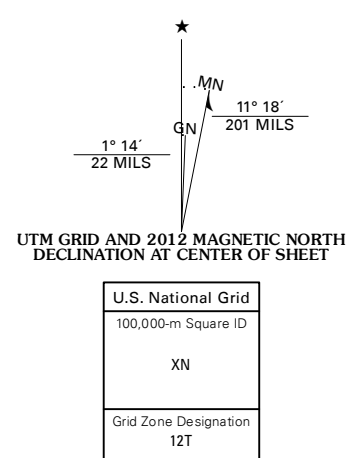 ★
MN
11° 18´
201 MILS
GN
1° 14´
22 MILS
UTM GRID AND 2012 MAGNETIC NORTH
DECLINATION AT CENTER OF SHEET
U.S. National Grid
100,000-m Square ID
XN
Grid Zone Designation
12T